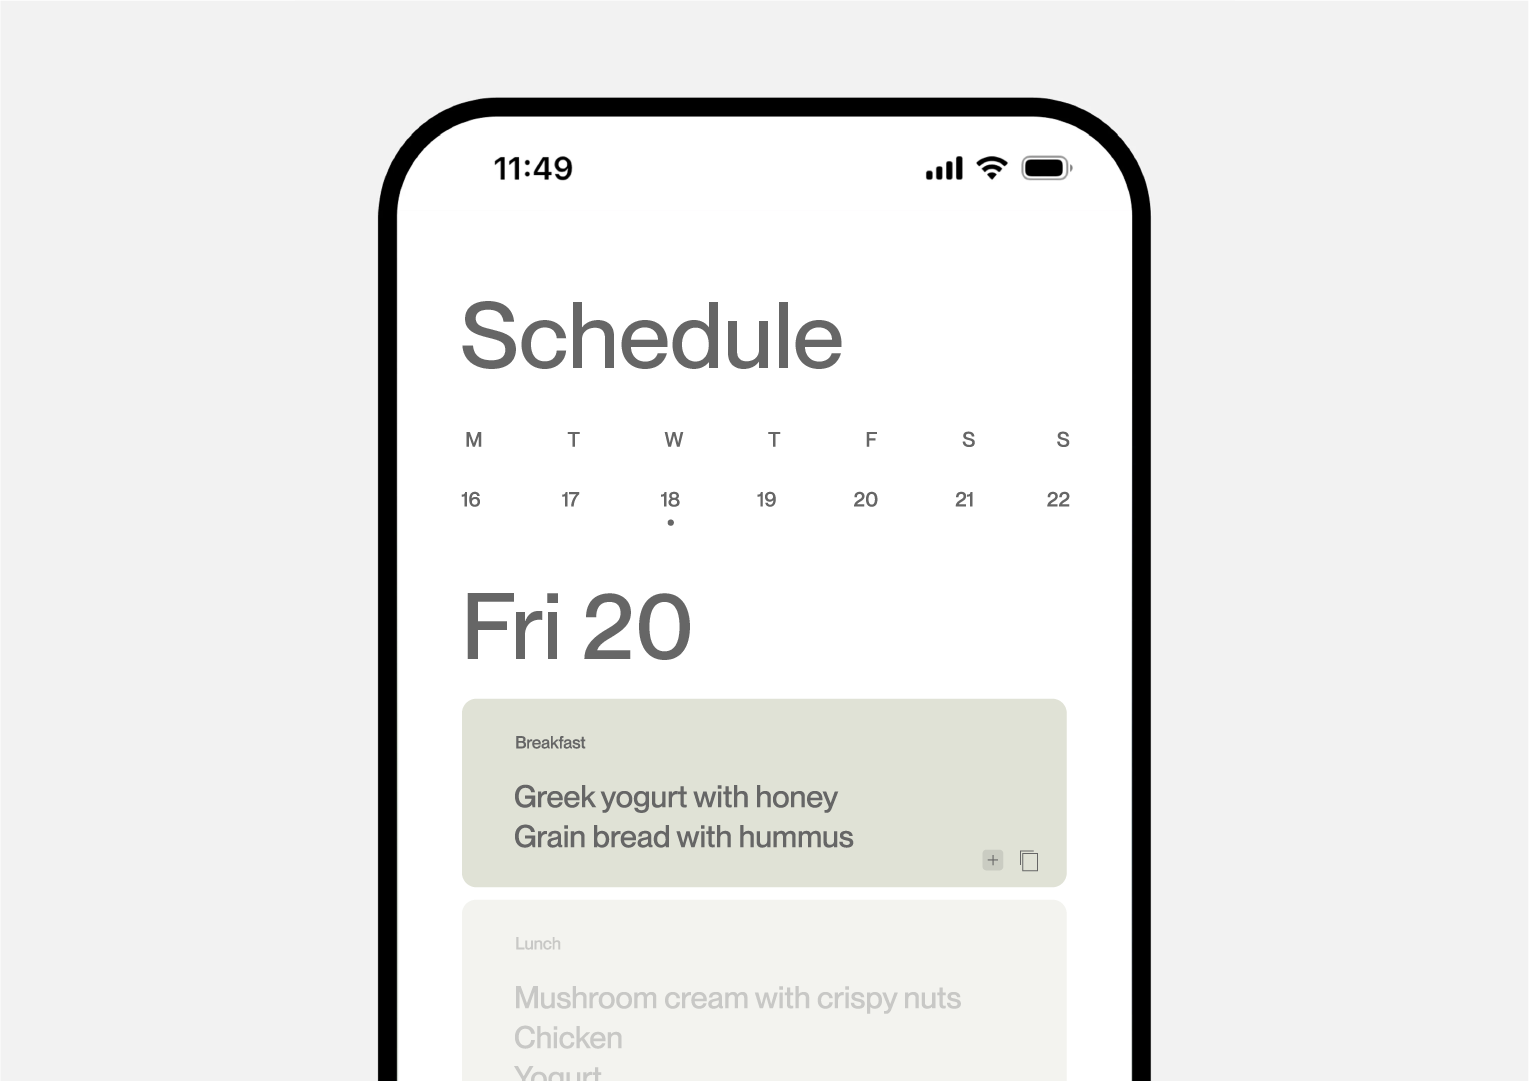 11:49
Schedule
M T W T F S S
16 17 18 19 20 21 22
Fri 20
Breakfast
Greek yogurt with honey
Grain bread with hummus
Lunch
Mushroom cream with crispy nuts
Chicken
Yogurt